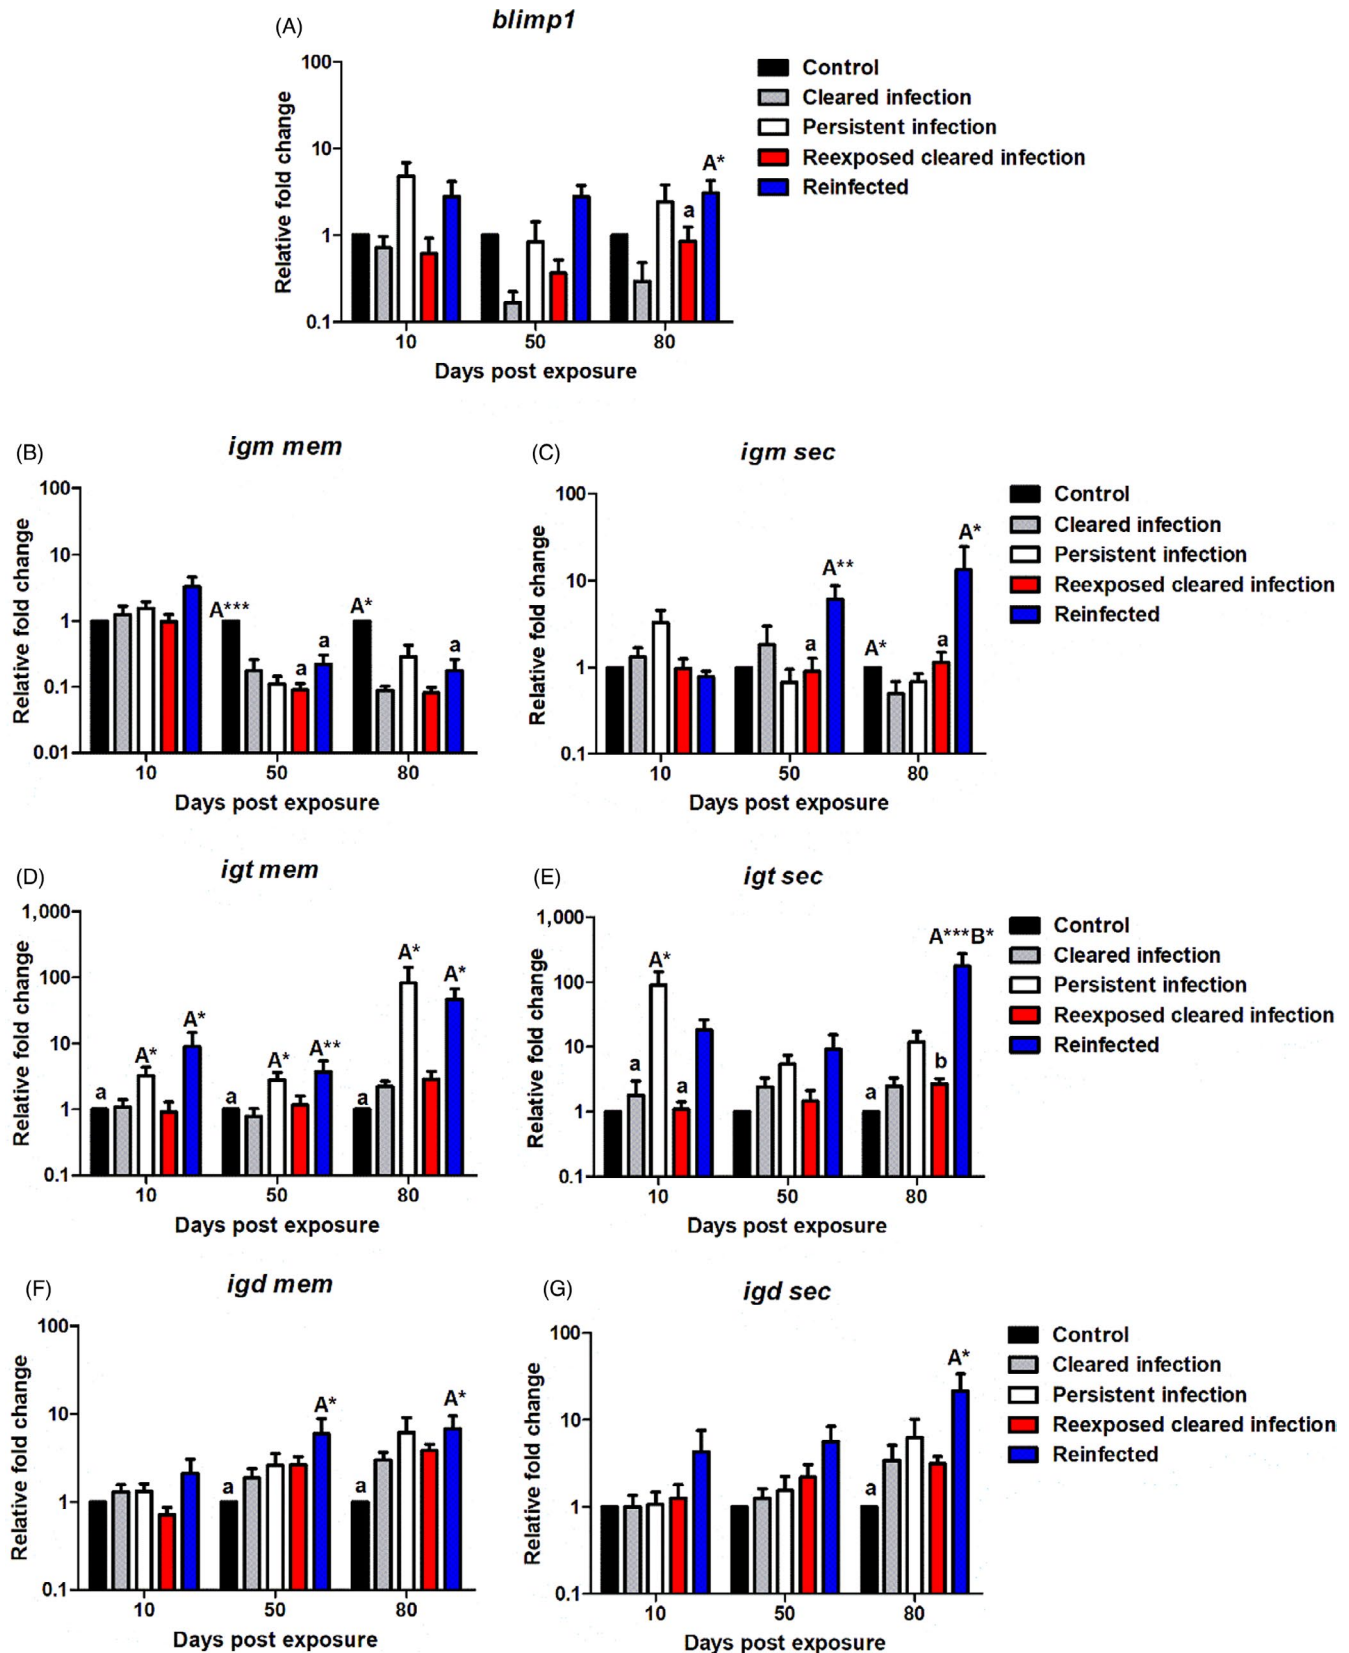 (A)
blimp1
Relative fold change
100
10
1
0.1
A*
a
10 50 80
Days post exposure
Control
Cleared infection
Persistent infection
Reexposed cleared infection
Reinfected
(B)
igm mem
Relative fold change
100
10
1
0.1
0.01
A*** A*
a a a
10 50 80
Days post exposure
(C)
igm sec
Relative fold change
100
10
1
0.1
A** A*
a A* a
10 50 80
Days post exposure
Control
Cleared infection
Persistent infection
Reexposed cleared infection
Reinfected
(D)
igt mem
Relative fold change
1,000
100
10
1
0.1
A* A*
A* A* A* A**
a a a
10 50 80
Days post exposure
(E)
igt sec
Relative fold change
1,000
100
10
1
0.1
A* A***B*
a a a b
10 50 80
Days post exposure
Control
Cleared infection
Persistent infection
Reexposed cleared infection
Reinfected
(F)
igd mem
Relative fold change
100
10
1
0.1
A* A*
a a
10 50 80
Days post exposure
(G)
igd sec
Relative fold change
100
10
1
0.1
A*
a
10 50 80
Days post exposure
Control
Cleared infection
Persistent infection
Reexposed cleared infection
Reinfected